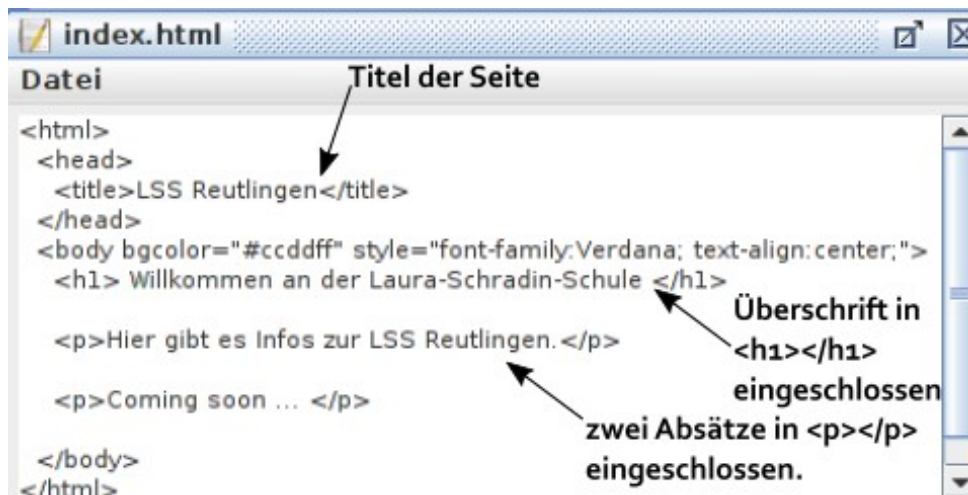 index.html
Datei
Titel der Seite
<html>
<head>
<title>LSS Reutlingen</title>
</head>
<body bgcolor="#ccddff" style="font-family:Verdana; text-align:center;">
<h1> Willkommen an der Laura-Schradin-Schule </h1>
Überschrift in
<h1></h1>
eingeschlossen
<p>Hier gibt es Infos zur LSS Reutlingen.</p>
<p>Coming soon ... </p>
zwei Absätze in <p></p>
eingeschlossen.
</body>
</html>